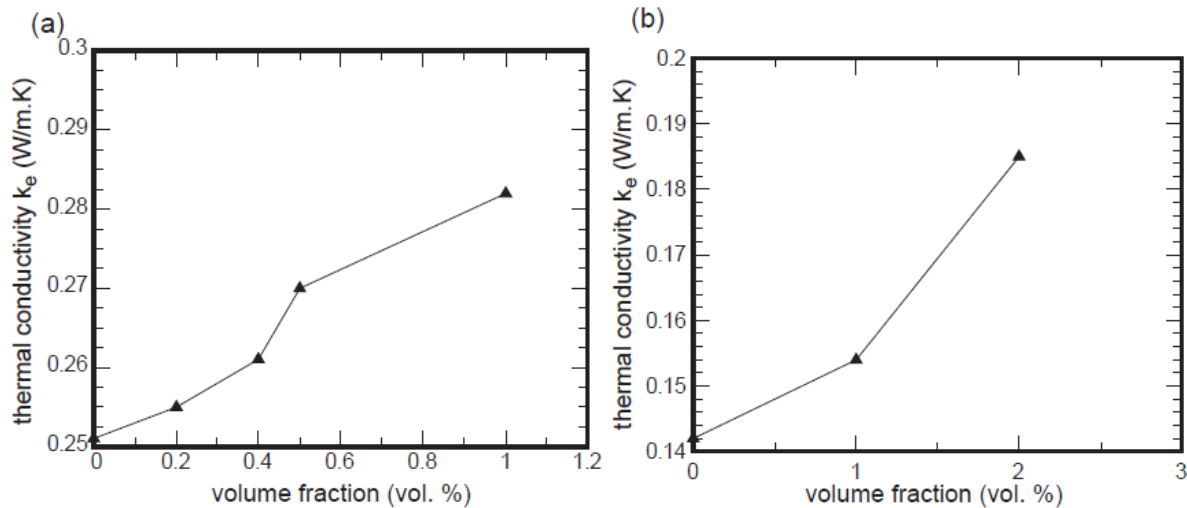 (a)
thermal conductivity ke (W/m.K)
0.3
0.29
0.28
0.27
0.26
0.25
0 0.2 0.4 0.6 0.8 1 1.2
volume fraction (vol. %)
(b)
thermal conductivity ke (W/m.K)
0.2
0.19
0.18
0.17
0.16
0.15
0.14
0 1 2 3
volume fraction (vol. %)